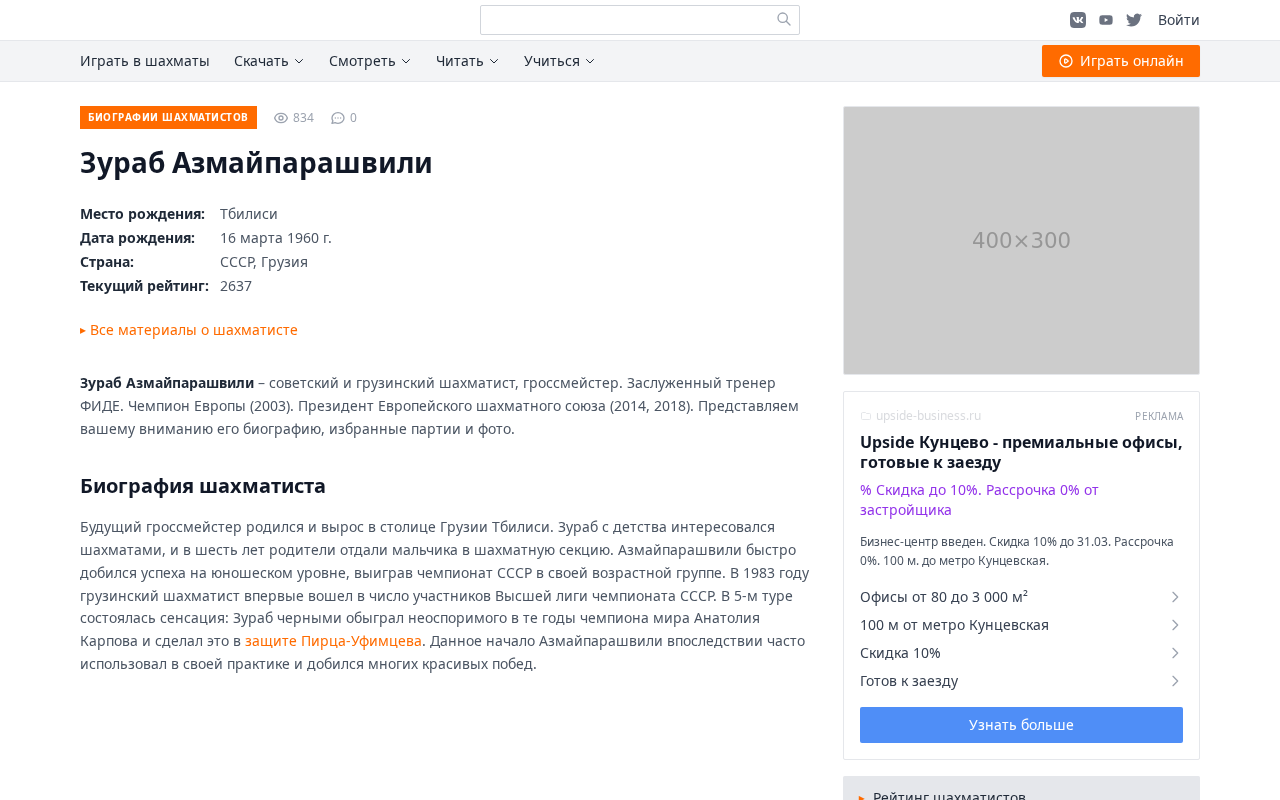 Войти
Играть в шахматы
Скачать
Смотреть
Читать
Учиться
Играть онлайн
БИОГРАФИИ ШАХМАТИСТОВ
834
0
Зураб Азмайпарашвили
Место рождения: Тбилиси
Дата рождения: 16 марта 1960 г.
Страна: СССР, Грузия
Текущий рейтинг: 2637
▸ Все материалы о шахматисте
Зураб Азмайпарашвили – советский и грузинский шахматист, гроссмейстер. Заслуженный тренер
ФИДЕ. Чемпион Европы (2003). Президент Европейского шахматного союза (2014, 2018). Представляем
вашему вниманию его биографию, избранные партии и фото.
Биография шахматиста
Будущий гроссмейстер родился и вырос в столице Грузии Тбилиси. Зураб с детства интересовался
шахматами, и в шесть лет родители отдали мальчика в шахматную секцию. Азмайпарашвили быстро
добился успеха на юношеском уровне, выиграв чемпионат СССР в своей возрастной группе. В 1983 году
грузинский шахматист впервые вошел в число участников Высшей лиги чемпионата СССР. В 5-м туре
состоялась сенсация: Зураб черными обыграл неоспоримого в те годы чемпиона мира Анатолия
Карпова и сделал это в защите Пирца-Уфимцева. Данное начало Азмайпарашвили впоследствии часто
использовал в своей практике и добился многих красивых побед.
400×300
upside-business.ru
РЕКЛАМА
Upside Кунцево - премиальные офисы,
готовые к заезду
% Скидка до 10%. Рассрочка 0% от
застройщика
Бизнес-центр введен. Скидка 10% до 31.03. Рассрочка
0%. 100 м. до метро Кунцевская.
Офисы от 80 до 3 000 м²
100 м от метро Кунцевская
Скидка 10%
Готов к заезду
Узнать больше
▸ Рейтинг шахматистов